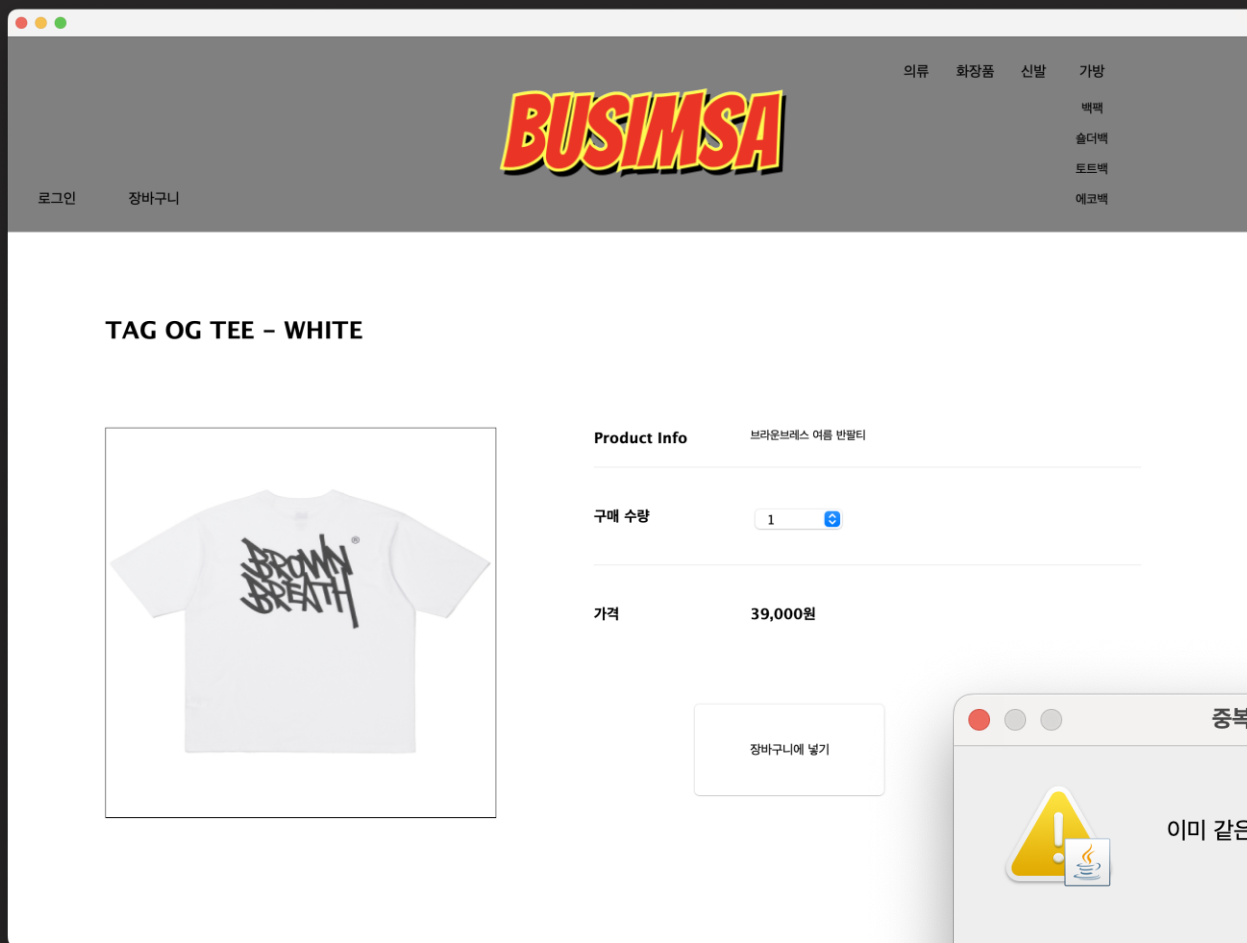 의류 화장품 신발 가방
BUSIMSA
백팩
숄더백
토트백
로그인 장바구니 에코백
TAG OG TEE – WHITE
Product Info 브라운브레스 여름 반팔티
BROWN
BREATH
®
구매 수량 1
가격 39,000원
장바구니에 넣기
이미